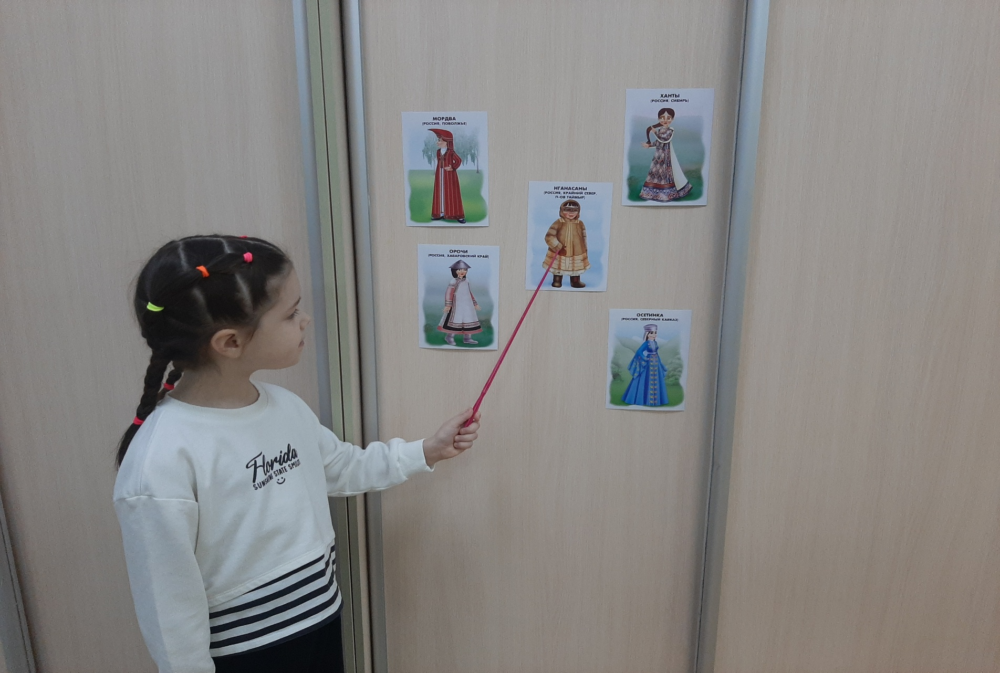 МОРДВА
(РОССИЯ, ПОВОЛЖЬЕ)
ХАНТЫ
(РОССИЯ, СИБИРЬ)
НГАНАСАНЫ
(РОССИЯ, КРАЙНИЙ СЕВЕР,
П-ОВ ТАЙМЫР)
ОРОЧИ
(РОССИЯ, ХАБАРОВСКИЙ КРАЙ)
ОСЕТИНКА
(РОССИЯ, СЕВЕРНЫЙ КАВКАЗ)
Florida
SUNSHINE STATE SMILES